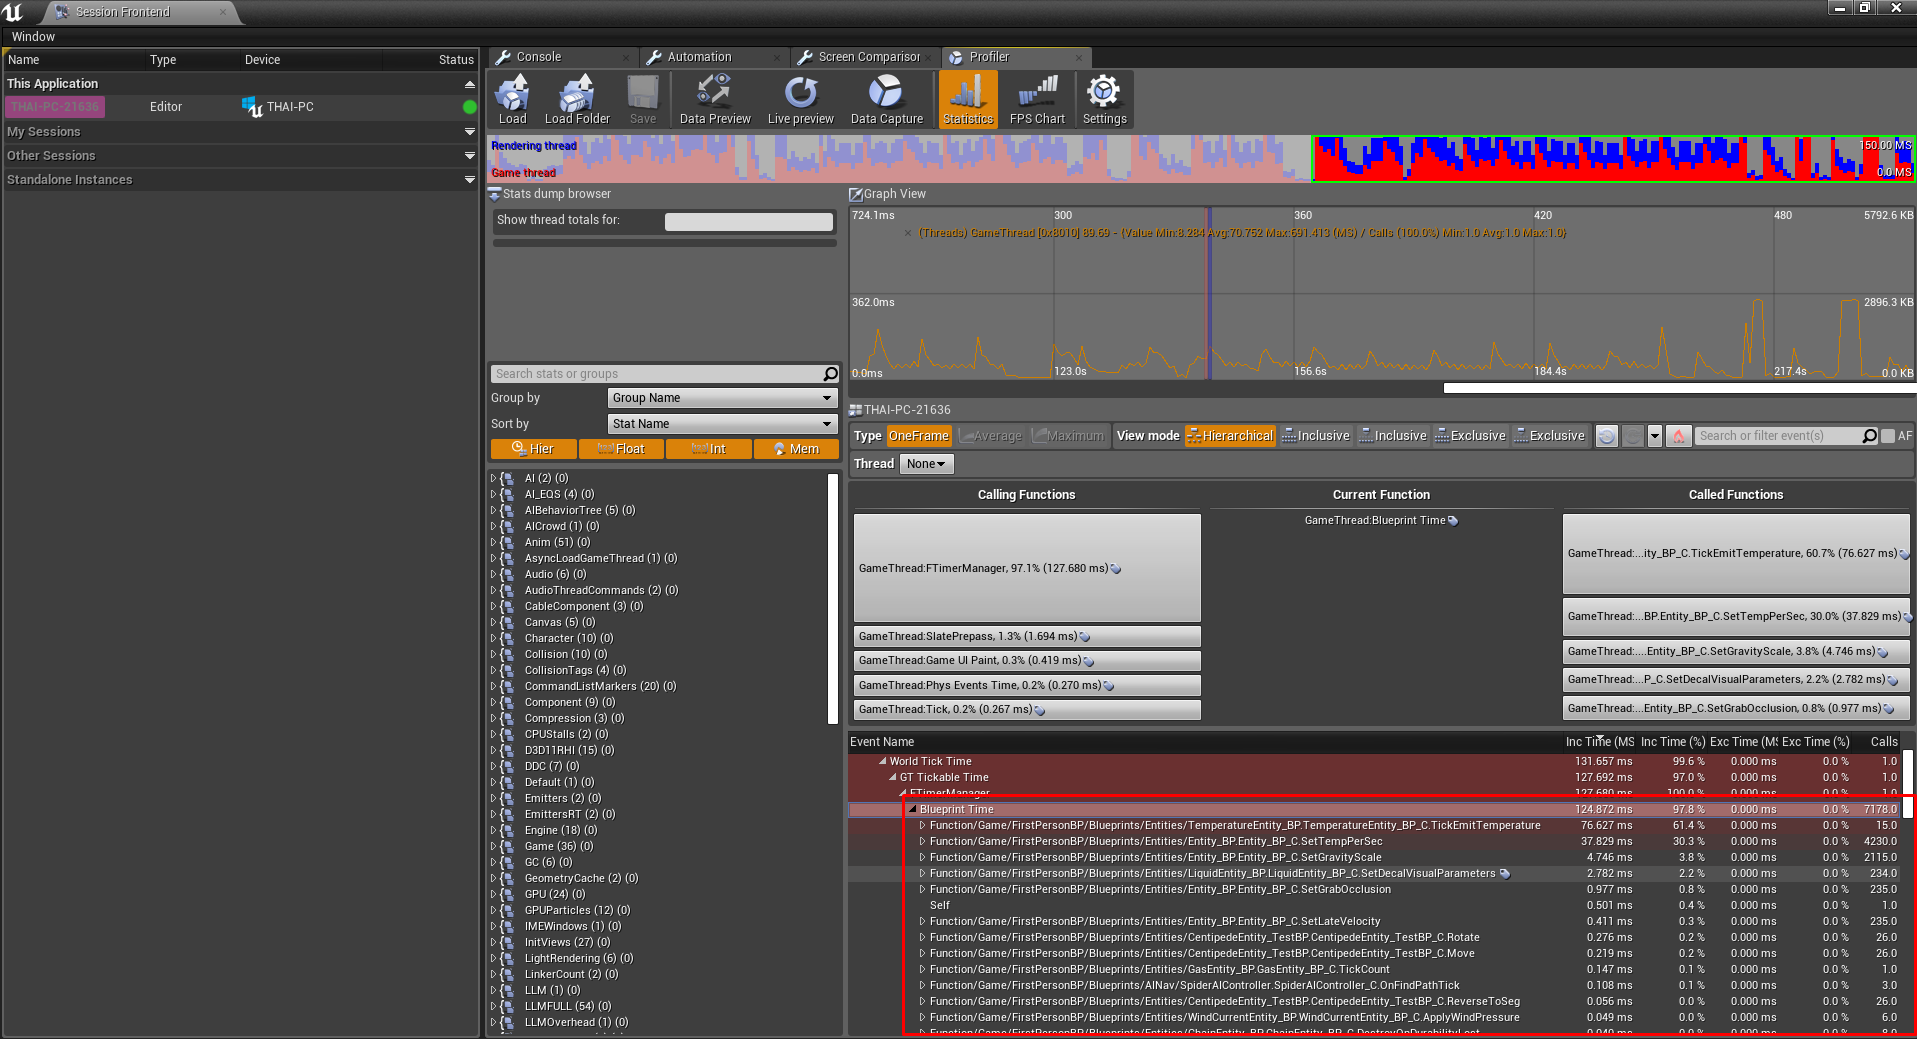 Session Frontend
Window
Name Type Device Status
This Application
THAI-PC-21636 Editor THAI-PC
My Sessions
Other Sessions
Standalone Instances
Console Automation Screen Comparisor Profiler
Load Load Folder Save Data Preview Live preview Data Capture Statistics FPS Chart Settings
Rendering thread
Game thread
150.00 MS
0.0 MS
Stats dump browser
Show thread totals for:
Search stats or groups
Group by Group Name
Sort by Stat Name
Hier Float Int Mem
AI (2) (0)
AI_EQS (4) (0)
AIBehaviorTree (5) (0)
AICrowd (1) (0)
Anim (51) (0)
AsyncLoadGameThread (1) (0)
Audio (6) (0)
AudioThreadCommands (2) (0)
CableComponent (3) (0)
Canvas (5) (0)
Character (10) (0)
Collision (10) (0)
CollisionTags (4) (0)
CommandListMarkers (20) (0)
Component (9) (0)
Compression (3) (0)
CPUStalls (2) (0)
D3D11RHI (15) (0)
DDC (7) (0)
Default (1) (0)
Emitters (2) (0)
EmittersRT (2) (0)
Engine (18) (0)
Game (36) (0)
GC (6) (0)
GeometryCache (2) (0)
GPU (24) (0)
GPUParticles (12) (0)
IMEWindows (1) (0)
InitViews (27) (0)
LightRendering (6) (0)
LinkerCount (2) (0)
LLM (1) (0)
LLMFULL (54) (0)
LLMOverhead (1) (0)
Graph View
724.1ms 300 360 420 480 5792.6 KB
(Threads) GameThread [0x8010] 89.69 - {Value Min:8.284 Avg:70.752 Max:591.413 (MS) / Calls (100.0%) Min:1.0 Avg:1.0 Max:1.0}
362.0ms 2896.3 KB
0.0ms 123.0s 156.6s 184.4s 217.4s 0.0 KB
THAI-PC-21636
Type OneFrame Average Maximum View mode Hierarchical Inclusive Inclusive Exclusive Exclusive Search or filter event(s) AF
Thread None
Calling Functions Current Function Called Functions
GameThread:FTimerManager, 97.1% (127.680 ms)
GameThread:SlatePrepass, 1.3% (1.694 ms)
GameThread:Game UI Paint, 0.3% (0.419 ms)
GameThread:Phys Events Time, 0.2% (0.270 ms)
GameThread:Tick, 0.2% (0.267 ms)
GameThread:Blueprint Time
GameThread:...ity_BP_C.TickEmitTemperature, 60.7% (76.627 ms)
GameThread:...BP.Entity_BP_C.SetTempPerSec, 30.0% (37.829 ms)
GameThread:....Entity_BP_C.SetGravityScale, 3.8% (4.746 ms)
GameThread:...P_C.SetDecalVisualParameters, 2.2% (2.782 ms)
GameThread:...Entity_BP_C.SetGrabOcclusion, 0.8% (0.977 ms)
Event Name Inc Time (MS Inc Time (%) Exc Time (MS Exc Time (%) Calls
World Tick Time 131.657 ms 99.6 % 0.000 ms 0.0 % 1.0
GT Tickable Time 127.692 ms 97.0 % 0.000 ms 0.0 % 1.0
FTimerManager 127.680 ms 100.0 % 0.000 ms 0.0 % 1.0
Blueprint Time 124.872 ms 97.8 % 0.000 ms 0.0 % 7178.0
Function/Game/FirstPersonBP/Blueprints/Entities/TemperatureEntity_BP.TemperatureEntity_BP_C.TickEmitTemperature 76.627 ms 61.4 % 0.000 ms 0.0 % 15.0
Function/Game/FirstPersonBP/Blueprints/Entities/Entity_BP.Entity_BP_C.SetTempPerSec 37.829 ms 30.3 % 0.000 ms 0.0 % 4230.0
Function/Game/FirstPersonBP/Blueprints/Entities/Entity_BP.Entity_BP_C.SetGravityScale 4.746 ms 3.8 % 0.000 ms 0.0 % 2115.0
Function/Game/FirstPersonBP/Blueprints/Entities/LiquidEntity_BP.LiquidEntity_BP_C.SetDecalVisualParameters 2.782 ms 2.2 % 0.000 ms 0.0 % 234.0
Function/Game/FirstPersonBP/Blueprints/Entities/Entity_BP.Entity_BP_C.SetGrabOcclusion 0.977 ms 0.8 % 0.000 ms 0.0 % 235.0
Self 0.501 ms 0.4 % 0.000 ms 0.0 % 1.0
Function/Game/FirstPersonBP/Blueprints/Entities/Entity_BP.Entity_BP_C.SetLateVelocity 0.411 ms 0.3 % 0.000 ms 0.0 % 235.0
Function/Game/FirstPersonBP/Blueprints/Entities/CentipedeEntity_TestBP.CentipedeEntity_TestBP_C.Rotate 0.276 ms 0.2 % 0.000 ms 0.0 % 26.0
Function/Game/FirstPersonBP/Blueprints/Entities/CentipedeEntity_TestBP.CentipedeEntity_TestBP_C.Move 0.219 ms 0.2 % 0.000 ms 0.0 % 26.0
Function/Game/FirstPersonBP/Blueprints/Entities/GasEntity_BP.GasEntity_BP_C.TickCount 0.147 ms 0.1 % 0.000 ms 0.0 % 1.0
Function/Game/FirstPersonBP/Blueprints/AINav/SpiderAIController.SpiderAIController_C.OnFindPathTick 0.108 ms 0.1 % 0.000 ms 0.0 % 3.0
Function/Game/FirstPersonBP/Blueprints/Entities/CentipedeEntity_TestBP.CentipedeEntity_TestBP_C.ReverseToSeg 0.056 ms 0.0 % 0.000 ms 0.0 % 26.0
Function/Game/FirstPersonBP/Blueprints/Entities/WindCurrentEntity_BP.WindCurrentEntity_BP_C.ApplyWindPressure 0.049 ms 0.0 % 0.000 ms 0.0 % 6.0
Function/Game/FirstPersonBP/Blueprints/Entities/ChainEntity_BP.ChainEntity_BP_C.DestroyOnDurabilityLost 0.040 ms 0.0 % 0.000 ms 0.0 % 8.0